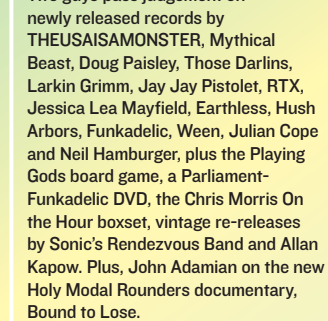 newly released records by
THEUSAISAMONSTER, Mythical
Beast, Doug Paisley, Those Darlins,
Larkin Grimm, Jay Jay Pistolet, RTX,
Jessica Lea Mayfield, Earthless, Hush
Arbors, Funkadelic, Ween, Julian Cope
and Neil Hamburger, plus the Playing
Gods board game, a Parliament-
Funkadelic DVD, the Chris Morris On
the Hour boxset, vintage re-releases
by Sonic's Rendezvous Band and Allan
Kapow. Plus, John Adamian on the new
Holy Modal Rounders documentary,
Bound to Lose.